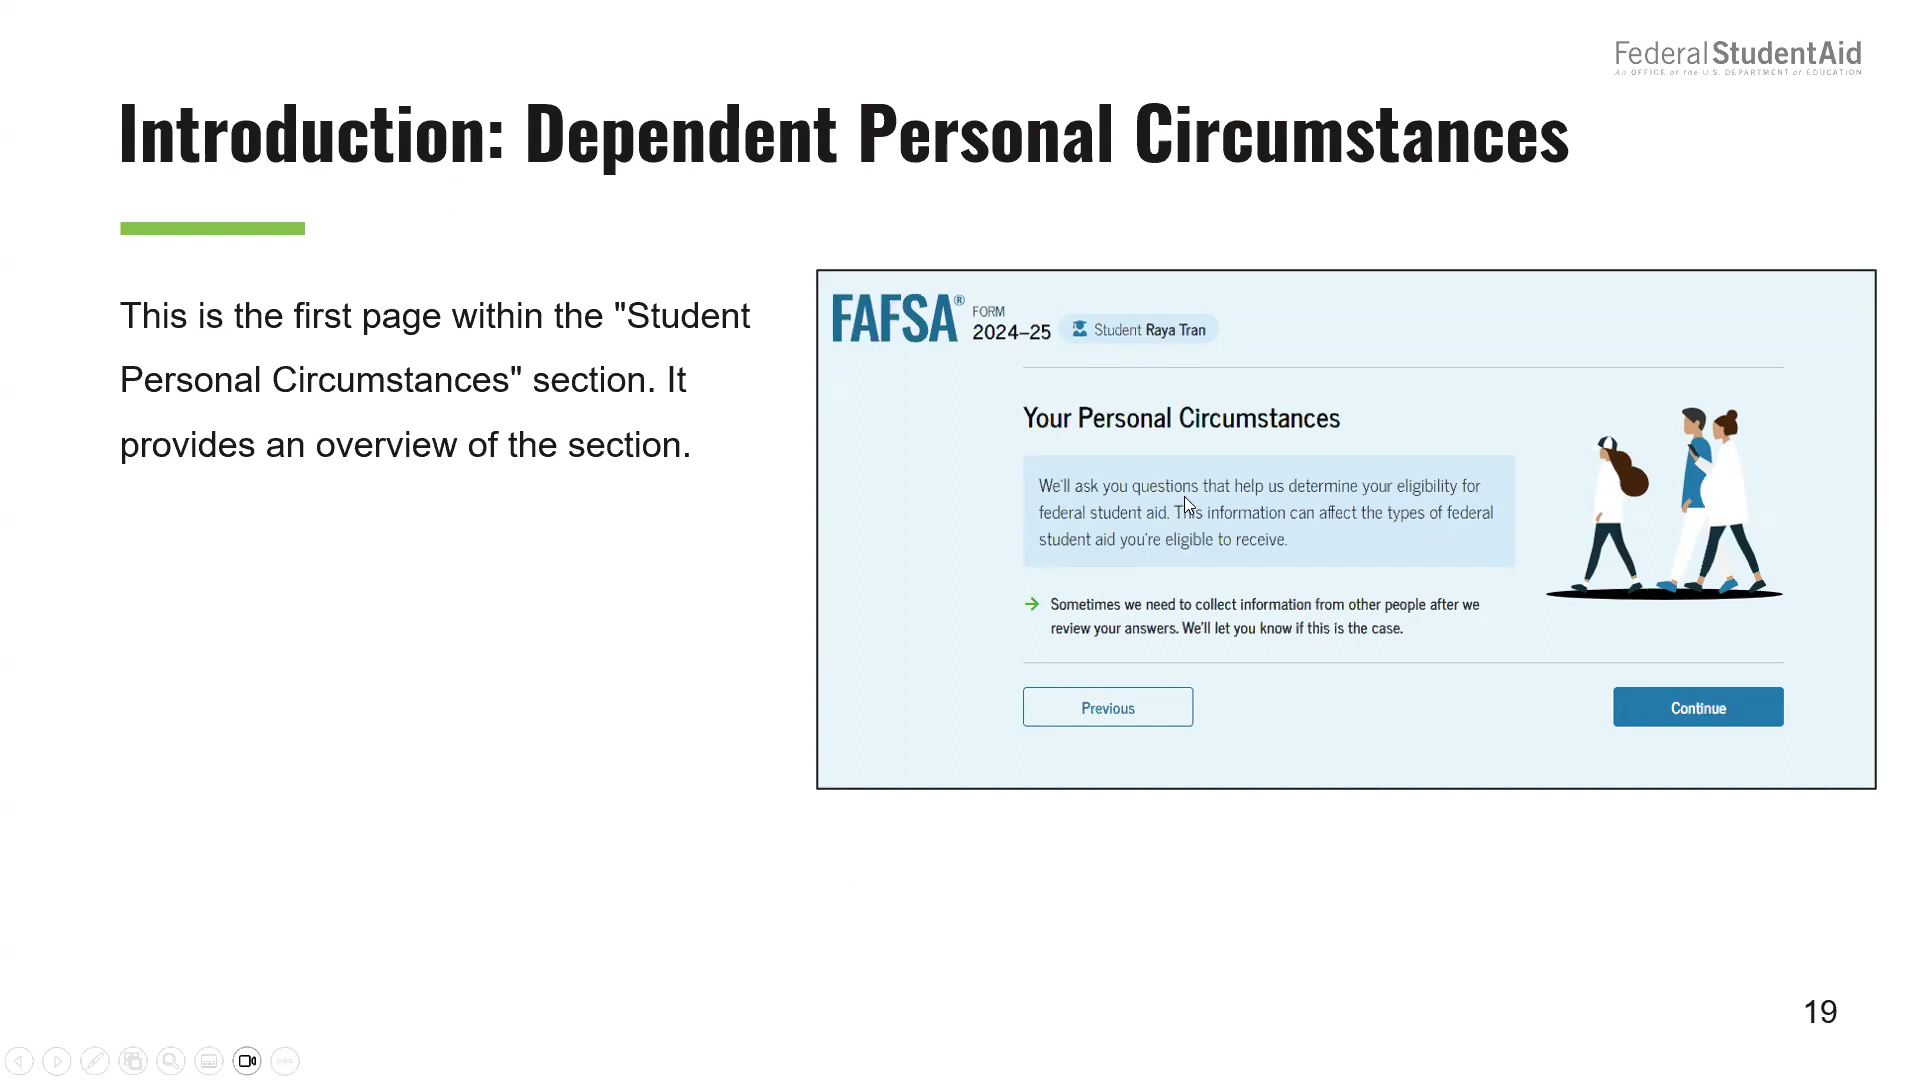 Federal StudentAid
An OFFICE of the U.S. DEPARTMENT of EDUCATION
Introduction: Dependent Personal Circumstances
This is the first page within the "Student
Personal Circumstances" section. It
provides an overview of the section.
FAFSA® FORM
2024–25
Student Raya Tran
Your Personal Circumstances
We'll ask you questions that help us determine your eligibility for
federal student aid. This information can affect the types of federal
student aid you're eligible to receive.
Sometimes we need to collect information from other people after we
review your answers. We'll let you know if this is the case.
Previous
Continue
19